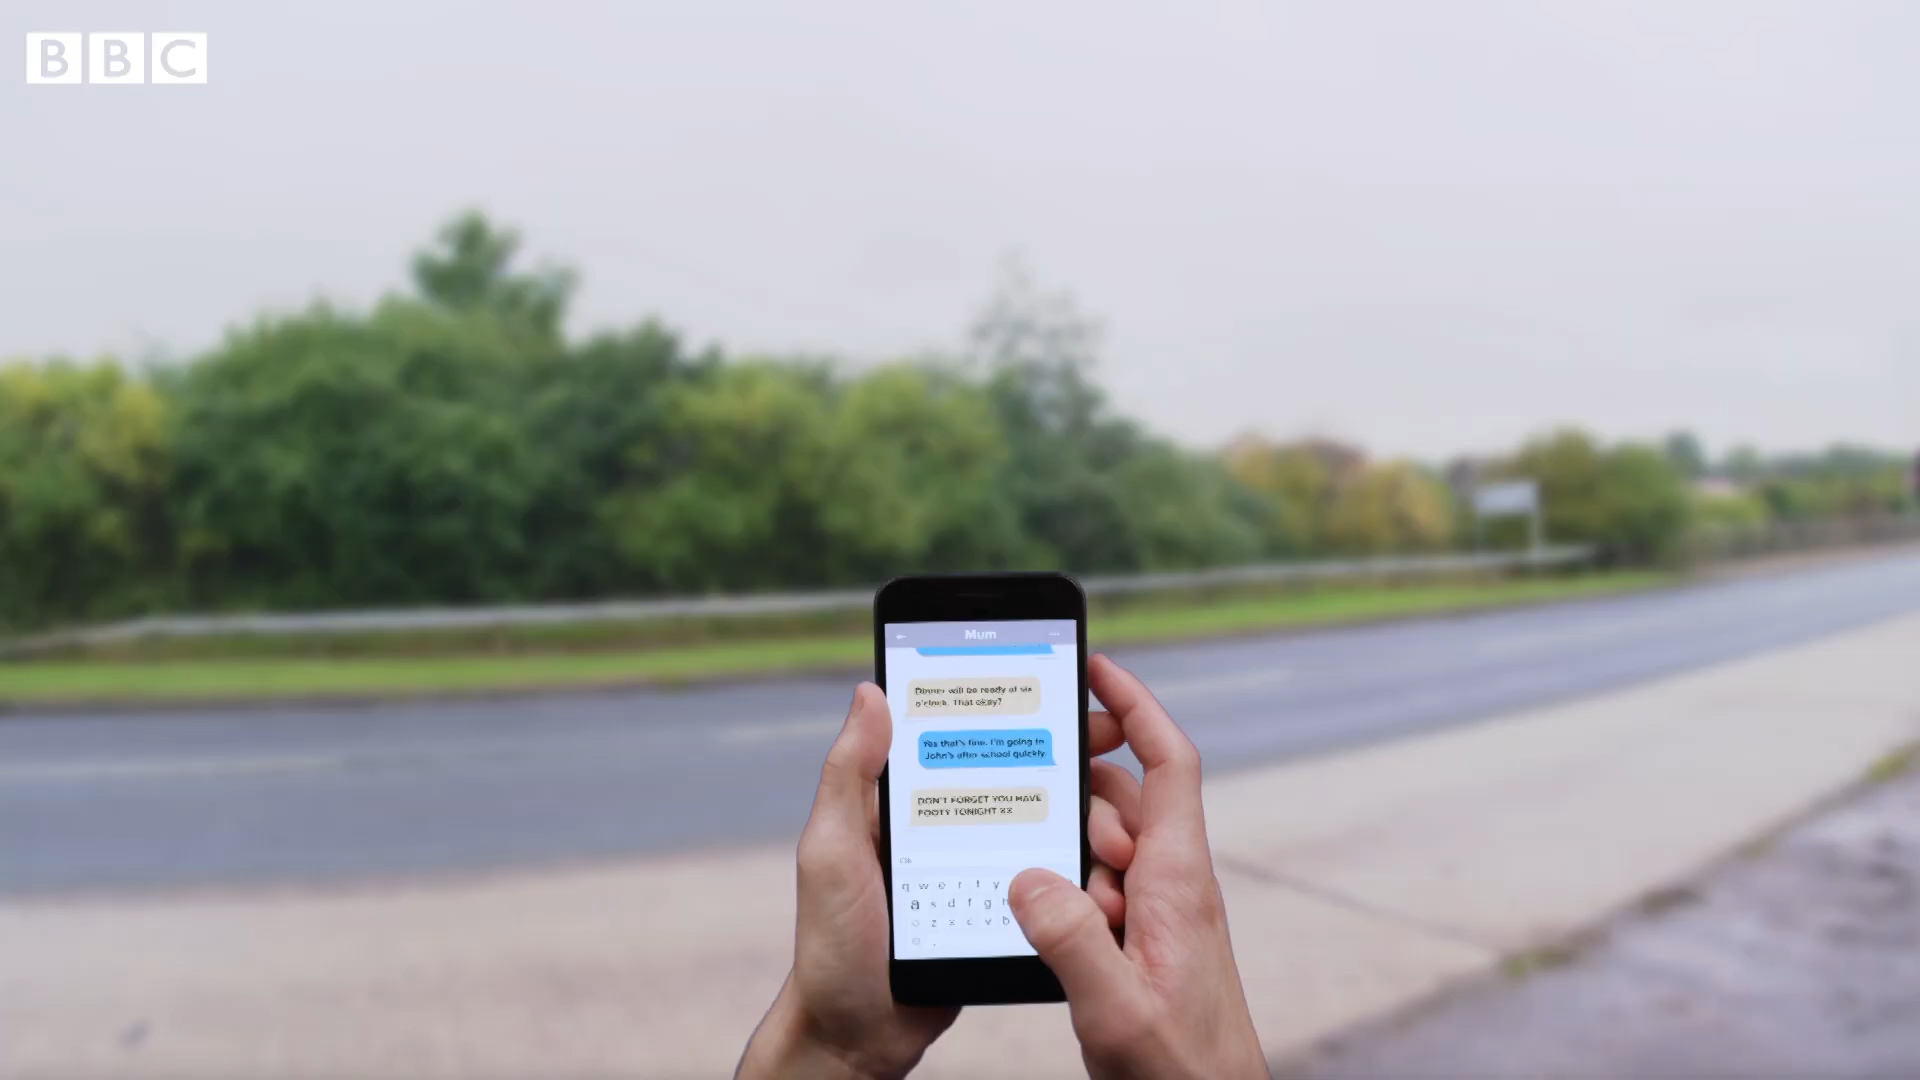 BBC
Mum
Dinner will be ready at six
o'clock. That okay?
Yes that's fine. I'm going to
John's after school quickly
DON'T FORGET YOU HAVE
FOOTY TONIGHT XX
Ok
q w e r t y
a s d f g h
z x c v b
.